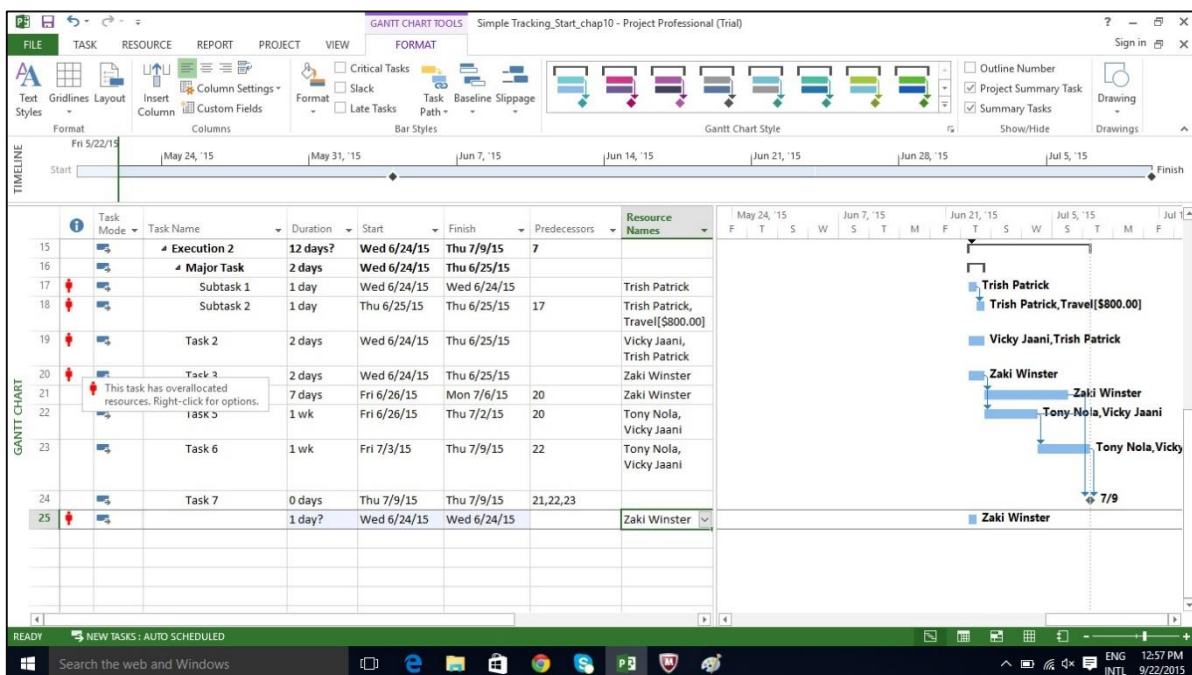 GANTT CHART TOOLS Simple Tracking_Start_chap10 - Project Professional (Trial) ?
FILE TASK RESOURCE REPORT PROJECT VIEW FORMAT Sign in
Text Styles
Gridlines
Layout
Format
Insert Column
Column Settings
Custom Fields
Columns
Format
Critical Tasks
Slack
Late Tasks
Task Path
Baseline
Slippage
Bar Styles
Gantt Chart Style
Outline Number
Project Summary Task
Summary Tasks
Show/Hide
Drawing
Drawings
TIMELINE
Fri 5/22/15
May 24, '15 May 31, '15 Jun 7, '15 Jun 14, '15 Jun 21, '15 Jun 28, '15 Jul 5, '15
Start Finish
GANTT CHART
Task Mode Task Name Duration Start Finish Predecessors Resource Names
15 Execution 2 12 days? Wed 6/24/15 Thu 7/9/15 7
16 Major Task 2 days Wed 6/24/15 Thu 6/25/15
17 Subtask 1 1 day Wed 6/24/15 Wed 6/24/15 Trish Patrick
18 Subtask 2 1 day Thu 6/25/15 Thu 6/25/15 17 Trish Patrick,
Travel[$800.00]
19 Task 2 2 days Wed 6/24/15 Thu 6/25/15 Vicky Jaani,
Trish Patrick
20 Task 3 2 days Wed 6/24/15 Thu 6/25/15 Zaki Winster
This task has overallocated
resources. Right-click for options.
21 7 days Fri 6/26/15 Mon 7/6/15 20 Zaki Winster
22 Task 5 1 wk Fri 6/26/15 Thu 7/2/15 20 Tony Nola,
Vicky Jaani
23 Task 6 1 wk Fri 7/3/15 Thu 7/9/15 22 Tony Nola,
Vicky Jaani
24 Task 7 0 days Thu 7/9/15 Thu 7/9/15 21,22,23
25 1 day? Wed 6/24/15 Wed 6/24/15 Zaki Winster
May 24, '15 Jun 7, '15 Jun 21, '15 Jul 5, '15 Jul 1
F T S W S T M F T S W S T M F
Trish Patrick
Trish Patrick,Travel[$800.00]
Vicky Jaani,Trish Patrick
Zaki Winster
Zaki Winster
Tony Nola,Vicky Jaani
Tony Nola,Vicky
7/9
Zaki Winster
READY NEW TASKS : AUTO SCHEDULED
Search the web and Windows
ENG
INTL
12:57 PM
9/22/2015